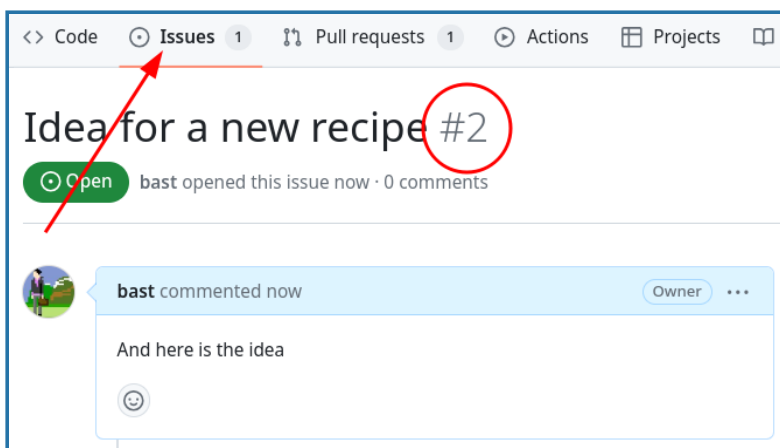 Code Issues 1 Pull requests 1 Actions Projects
Idea for a new recipe #2
Open bast opened this issue now · 0 comments
bast commented now Owner
And here is the idea